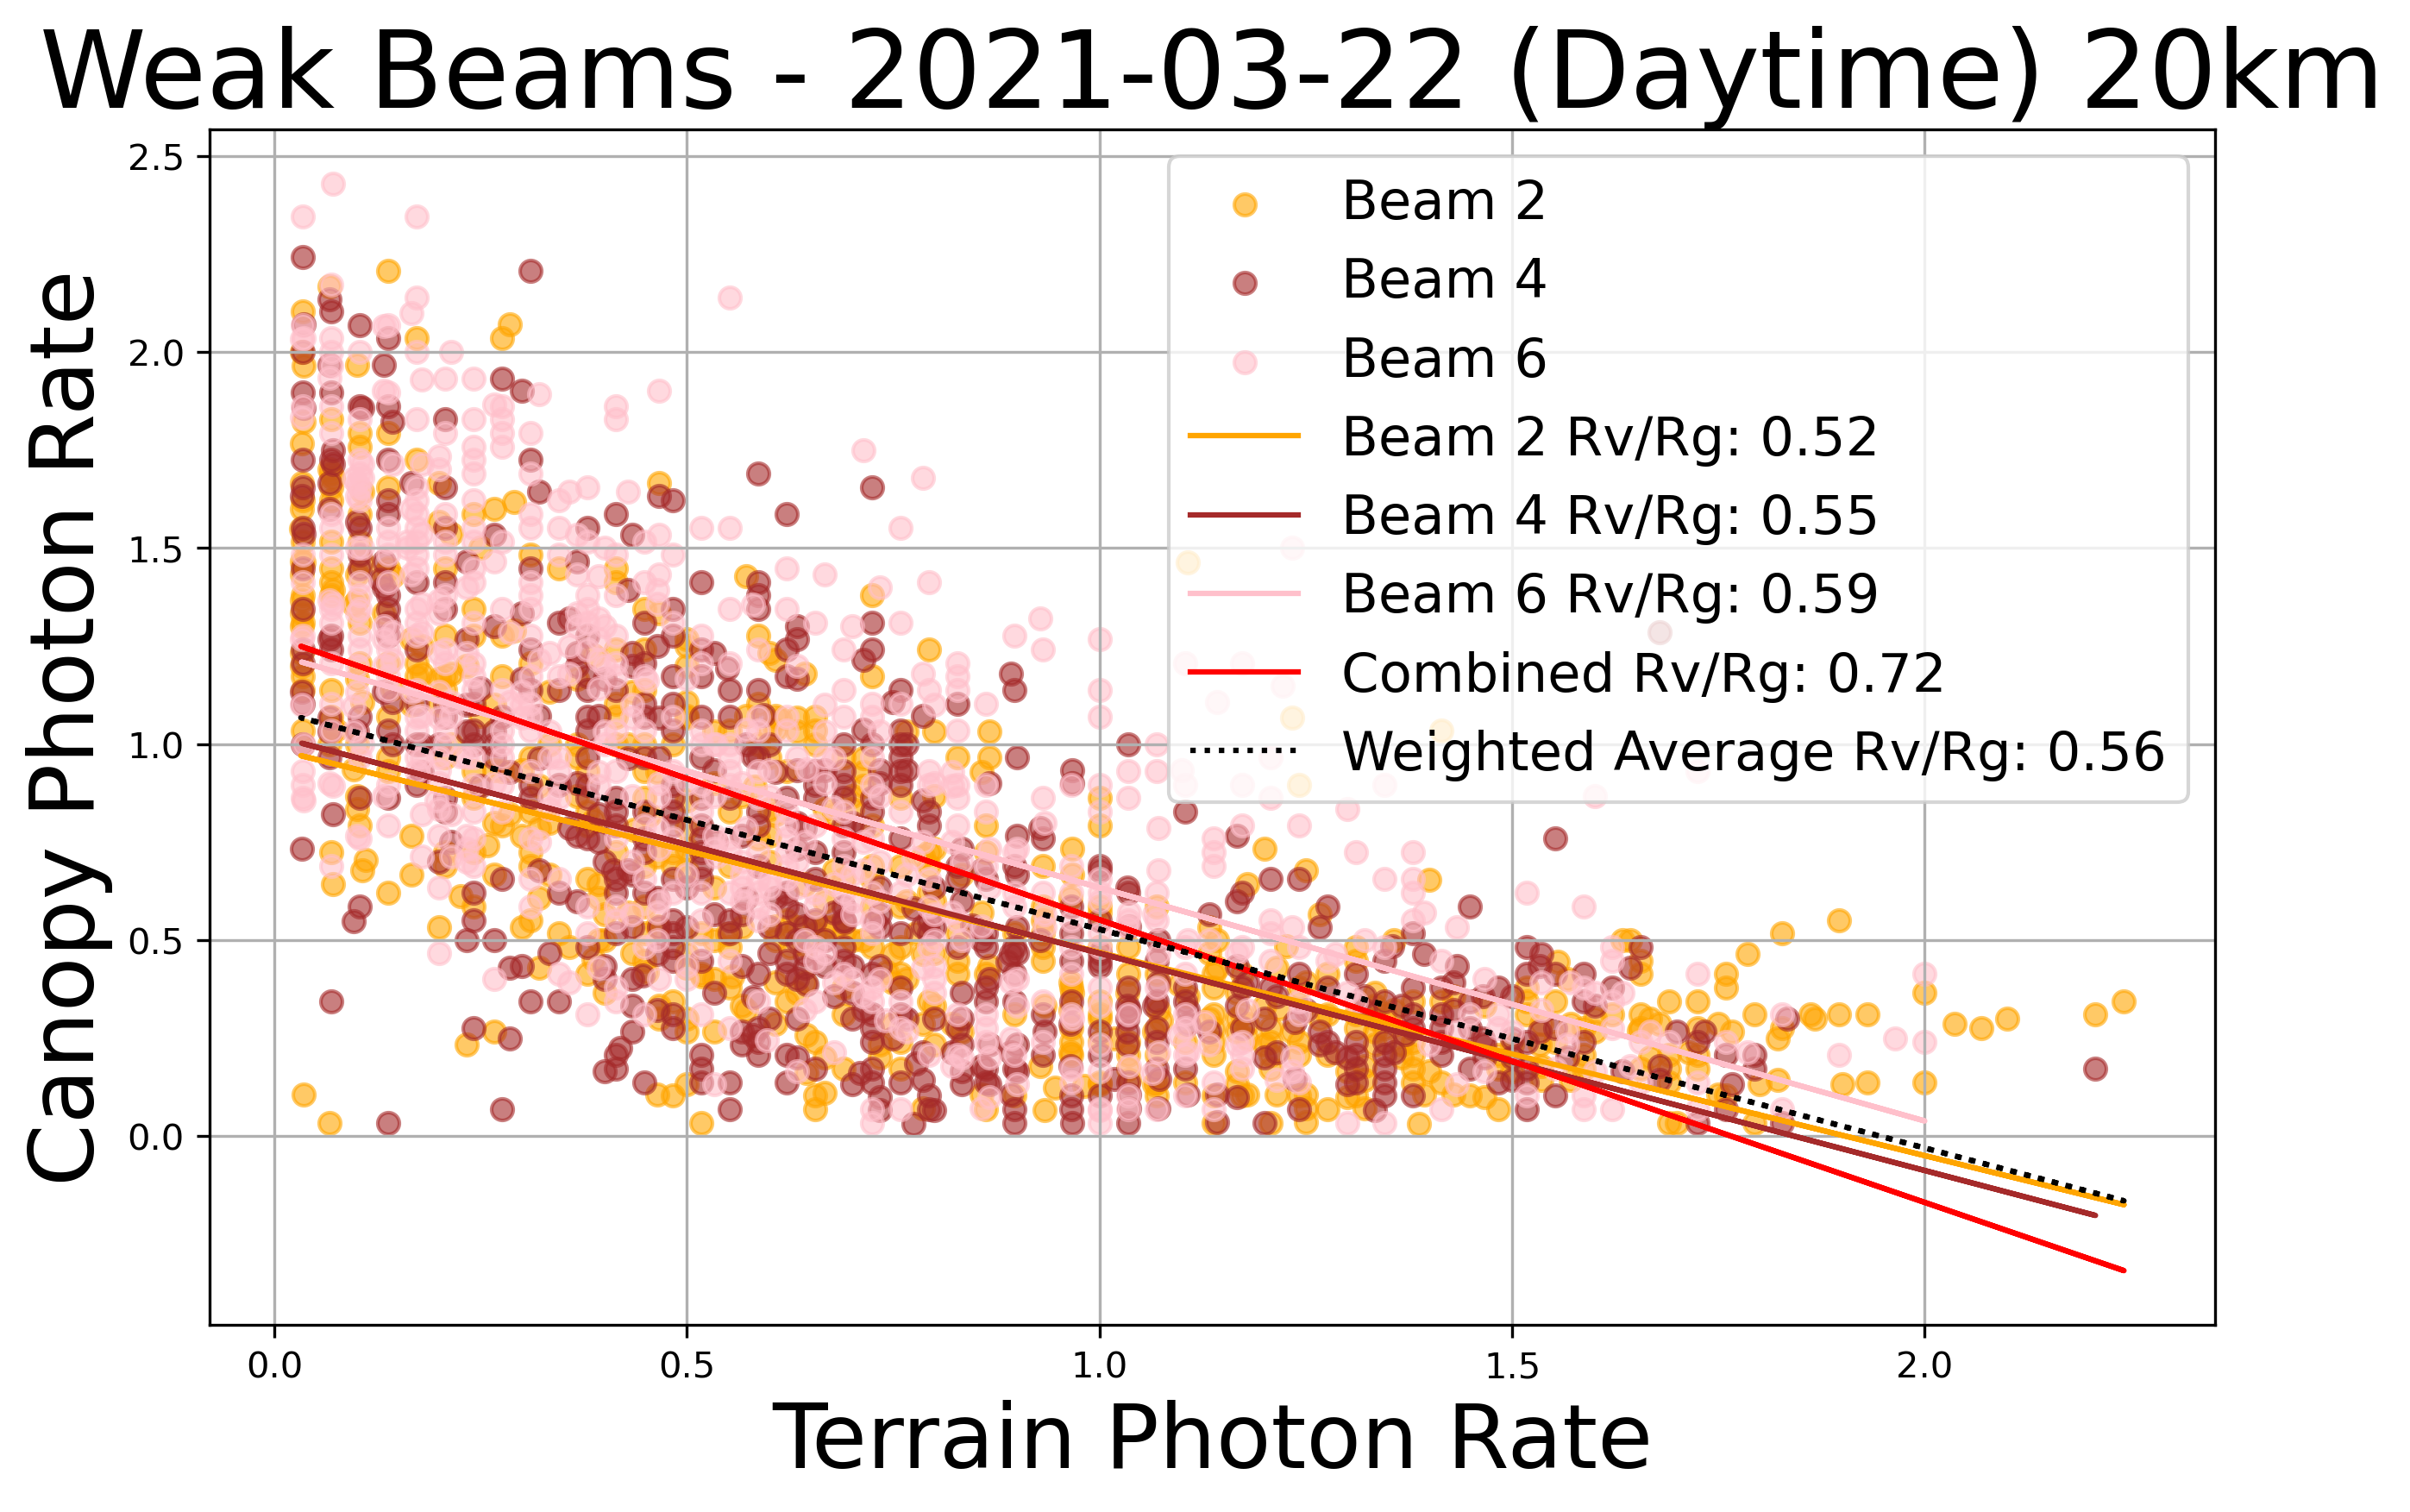 Weak Beams - 2021-03-22 (Daytime) 20km
Canopy Photon Rate
2.5
2.0
1.5
1.0
0.5
0.0
Beam 2
Beam 4
Beam 6
Beam 2 Rv/Rg: 0.52
Beam 4 Rv/Rg: 0.55
Beam 6 Rv/Rg: 0.59
Combined Rv/Rg: 0.72
Weighted Average Rv/Rg: 0.56
0.0 0.5 1.0 1.5 2.0
Terrain Photon Rate